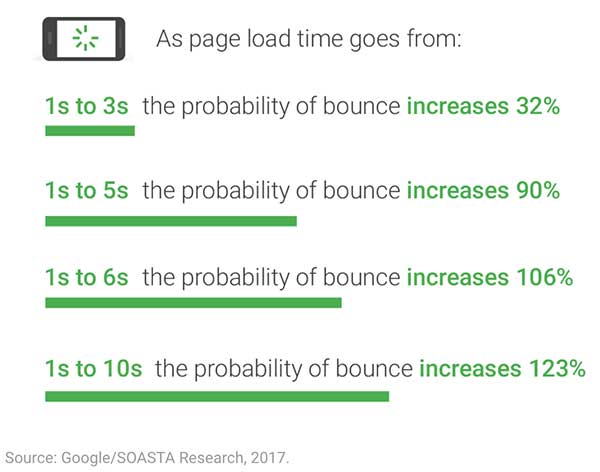 As page load time goes from:
1s to 3s the probability of bounce increases 32%
1s to 5s the probability of bounce increases 90%
1s to 6s the probability of bounce increases 106%
1s to 10s the probability of bounce increases 123%
Source: Google/SOASTA Research, 2017.